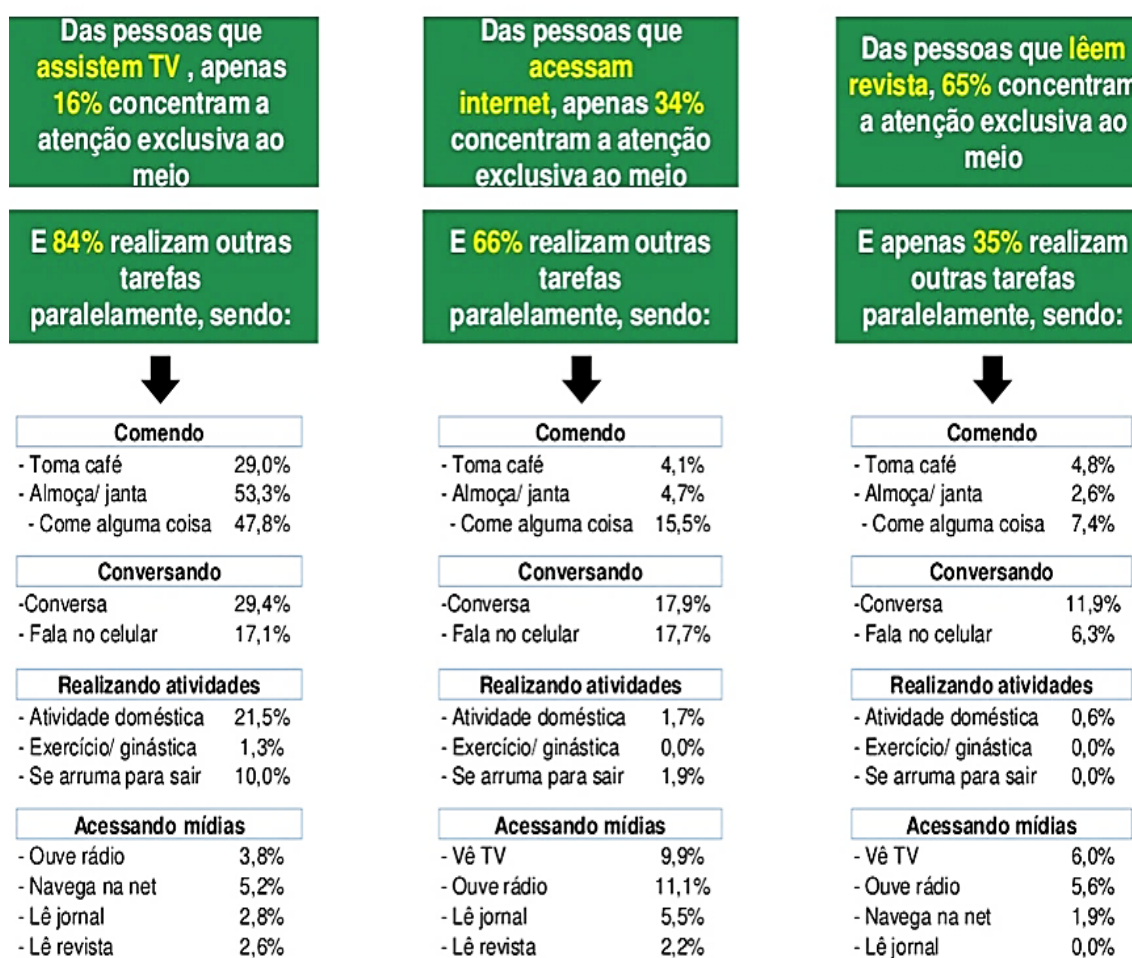 Das pessoas que
assistem TV , apenas
16% concentram a
atenção exclusiva ao
meio
E 84% realizam outras
tarefas
paralelamente, sendo:
Comendo
- Toma café 29,0%
- Almoça/ janta 53,3%
- Come alguma coisa 47,8%
Conversando
-Conversa 29,4%
- Fala no celular 17,1%
Realizando atividades
- Atividade doméstica 21,5%
- Exercício/ ginástica 1,3%
- Se arruma para sair 10,0%
Acessando mídias
- Ouve rádio 3,8%
- Navega na net 5,2%
- Lê jornal 2,8%
- Lê revista 2,6%
Das pessoas que
acessam
internet, apenas 34%
concentram a atenção
exclusiva ao meio
E 66% realizam outras
tarefas
paralelamente, sendo:
Comendo
- Toma café 4,1%
- Almoça/ janta 4,7%
- Come alguma coisa 15,5%
Conversando
-Conversa 17,9%
- Fala no celular 17,7%
Realizando atividades
- Atividade doméstica 1,7%
- Exercício/ ginástica 0,0%
- Se arruma para sair 1,9%
Acessando mídias
- Vê TV 9,9%
- Ouve rádio 11,1%
- Lê jornal 5,5%
- Lê revista 2,2%
Das pessoas que lêem
revista, 65% concentram
a atenção exclusiva ao
meio
E apenas 35% realizam
outras tarefas
paralelamente, sendo:
Comendo
- Toma café 4,8%
- Almoça/ janta 2,6%
- Come alguma coisa 7,4%
Conversando
-Conversa 11,9%
- Fala no celular 6,3%
Realizando atividades
- Atividade doméstica 0,6%
- Exercício/ ginástica 0,0%
- Se arruma para sair 0,0%
Acessando mídias
- Vê TV 6,0%
- Ouve rádio 5,6%
- Navega na net 1,9%
- Lê jornal 0,0%